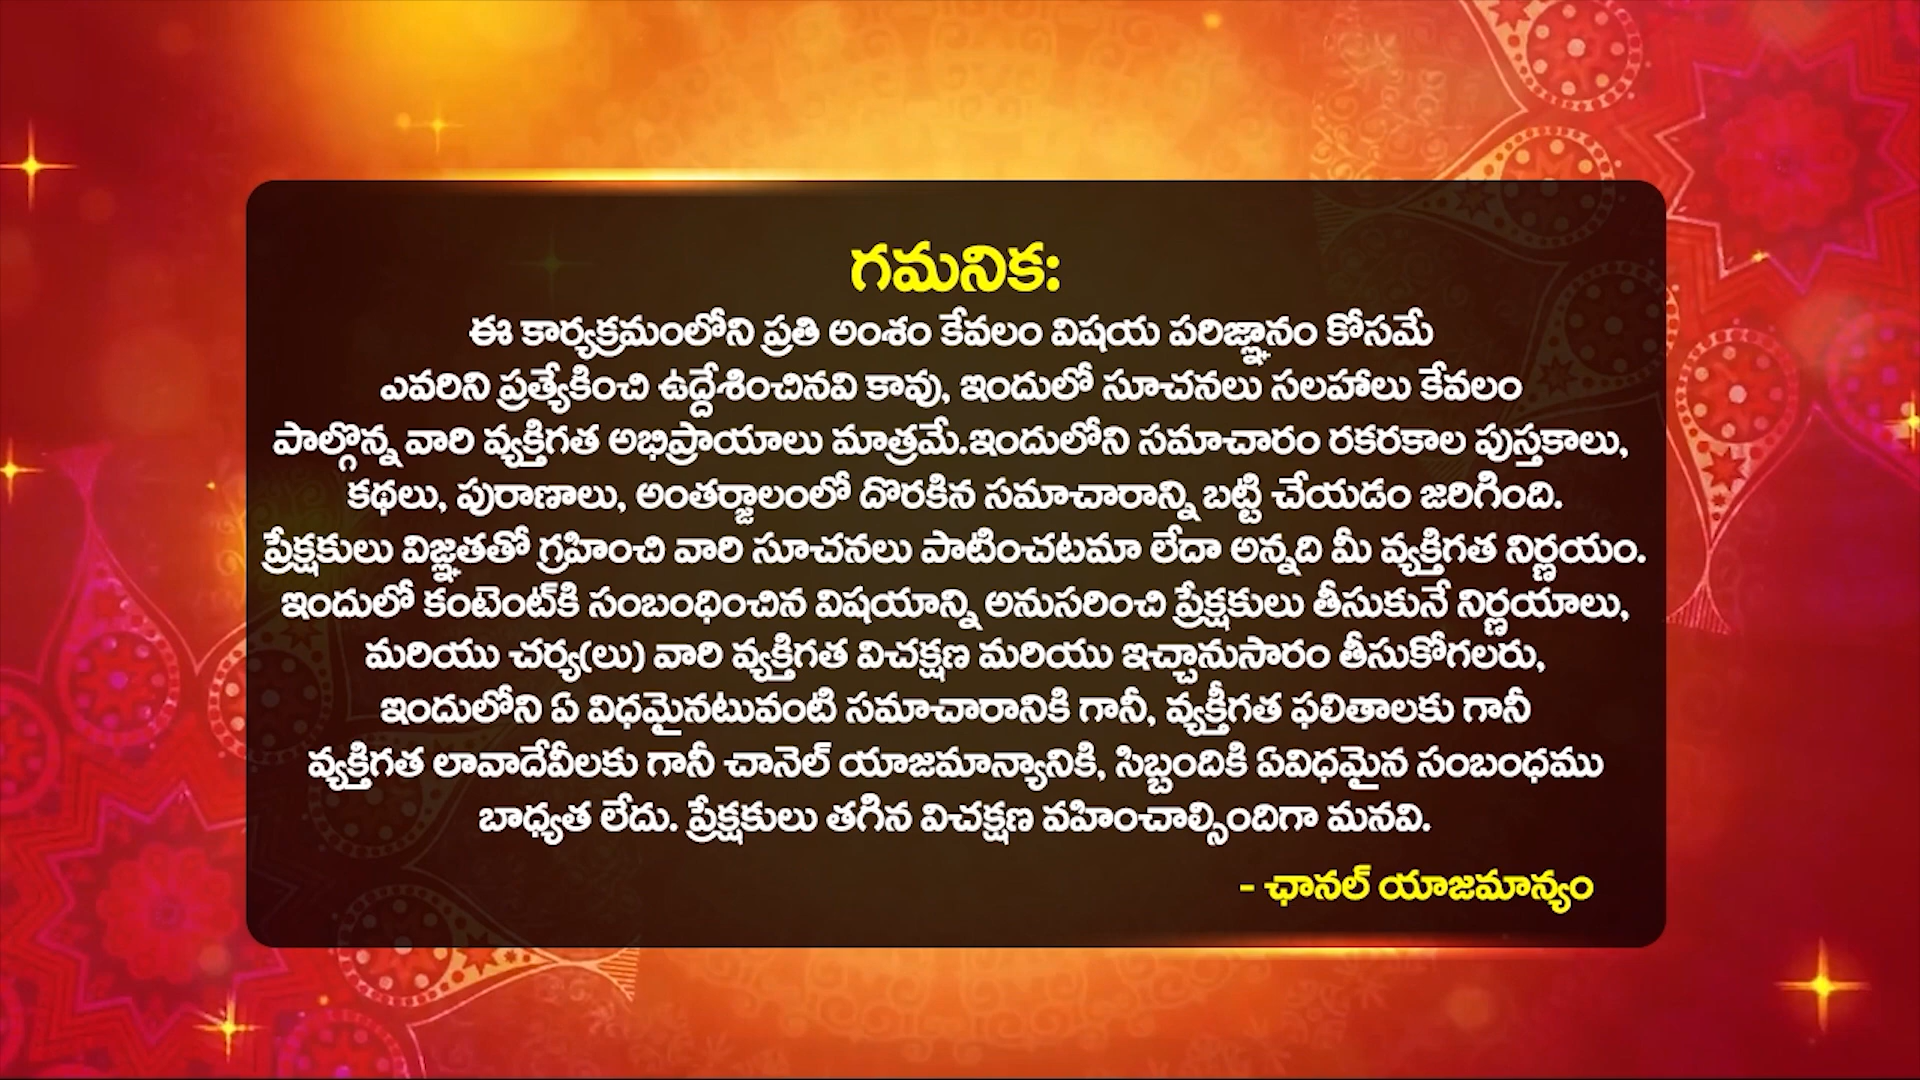 గమనిక:
ఈ కార్యక్రమంలోని ప్రతి అంశం కేవలం విషయ పరిజ్ఞానం కోసమే
ఎవరిని ప్రత్యేకించి ఉద్దేశించినవి కావు, ఇందులో సూచనలు సలహాలు కేవలం
పాల్గొన్న వారి వ్యక్తిగత అభిప్రాయాలు మాత్రమే.ఇందులోని సమాచారం రకరకాల పుస్తకాలు,
కథలు, పురాణాలు, అంతర్జాలంలో దొరకిన సమాచారాన్ని బట్టి చేయడం జరిగింది.
ప్రేక్షకులు విజ్ఞతతో గ్రహించి వారి సూచనలు పాటించటమా లేదా అన్నది మీ వ్యక్తిగత నిర్ణయం.
ఇందులో కంటెంట్‌కి సంబంధించిన విషయాన్ని అనుసరించి ప్రేక్షకులు తీసుకునే నిర్ణయాలు,
మరియు చర్య(లు) వారి వ్యక్తిగత విచక్షణ మరియు ఇచ్చానుసారం తీసుకోగలరు,
ఇందులోని ఏ విధమైనటువంటి సమాచారానికి గానీ, వ్యక్తీగత ఫలితాలకు గానీ
వ్యక్తిగత లావాదేవీలకు గానీ చానెల్ యాజమాన్యానికి, సిబ్బందికి ఏవిధమైన సంబంధము
బాధ్యత లేదు. ప్రేక్షకులు తగిన విచక్షణ వహించాల్సిందిగా మనవి.
- ఛానల్ యాజమాన్యం